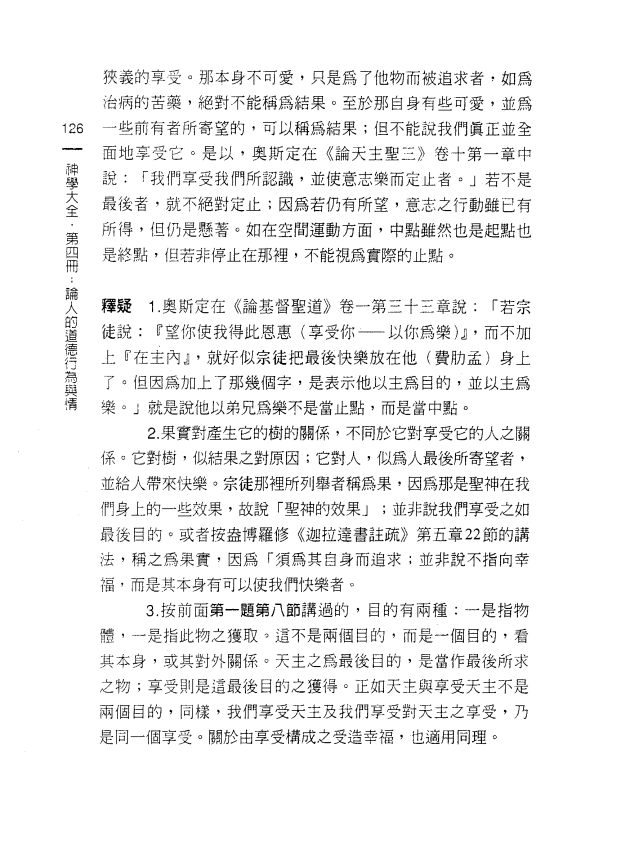 狹義的享受。那本身不可愛，只是爲了他物而被追求者，如爲
治病的苦藥，絕對不能稱爲結果。至於那自身有些可愛，並爲
一些前有者所寄望的，可以稱爲結果；但不能說我們眞正並全
面地享受它。是以，奧斯定在《論天主聖三》卷十第一章中
說：「我們享受我們所認識，並使意志樂而定止者。」若不是
最後者，就不絕對定止；因爲若仍有所望，意志之行動雖已有
所得，但仍是懸著。如在空間運動方面，中點雖然也是起點也
是終點，但若非停止在那裡，不能視爲實際的止點。
釋疑　1.奧斯定在《論基督聖道》卷一第三十三章說：「若宗
徒說：『望你使我得此恩惠（享受你——以你爲樂）』，而不加
上『在主內』，就好似宗徒把最後快樂放在他（費肋孟）身上
了。但因爲加上了那幾個字，是表示他以主爲目的，並以主爲
樂。」就是說他以弟兄爲樂不是當止點，而是當中點。
2.果實對產生它的樹的關係，不同於它對享受它的人之關
係。它對樹，似結果之對原因；它對人，似爲人最後所寄望者，
並給人帶來快樂。宗徒那裡所列舉者稱爲果，因爲那是聖神在我
們身上的一些效果，故說「聖神的效果」；並非說我們享受之如
最後目的。或者按盎博羅修《迦拉達書註疏》第五章22節的講
法，稱之爲果實，因爲「須爲其自身而追求；並非說不指向幸
福，而是其本身有可以使我們快樂者。
3.按前面第一題第八節講過的，目的有兩種：一是指物
體，一是指此物之獲取。這不是兩個目的，而是一個目的，看
其本身，或其對外關係。天主之爲最後目的，是當作最後所求
之物；享受則是這最後目的之獲得。正如天主與享受天主不是
兩個目的，同樣，我們享受天主及我們享受對天主之享受，乃
是同一個享受。關於由享受構成之受造幸福，也適用同理。
126
神學大全．第四冊：論人的道德行為與情